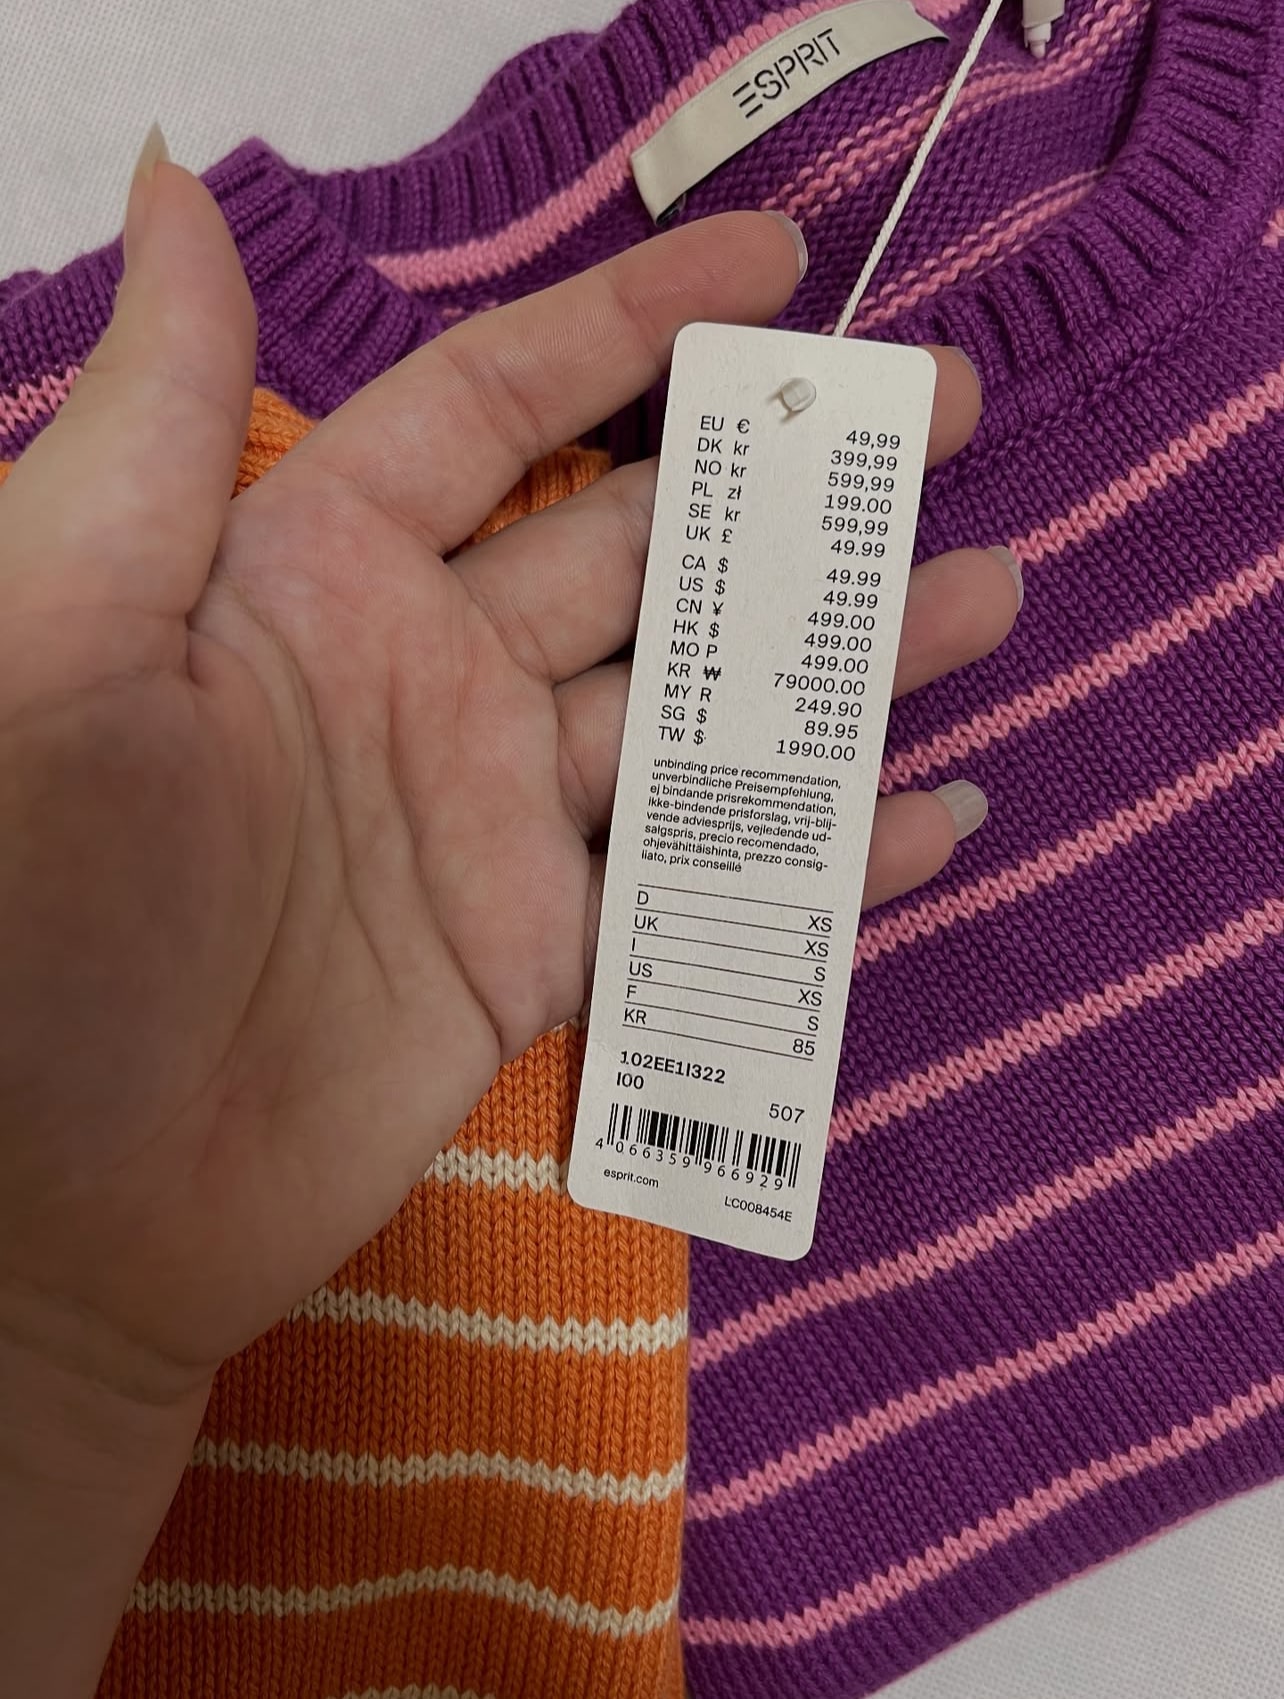 ESPRIT
EU € 49,99
DK kr 399,99
NO kr 599,99
PL zł 199.00
SE kr 599,99
UK £ 49.99
CA $ 49.99
US $ 49.99
CN ¥ 499.00
HK $ 499.00
MO P 499.00
KR ₩ 79000.00
MY R 249.90
SG $ 89.95
TW $ 1990.00
unbinding price recommendation,
unverbindliche Preisempfehlung,
ej bindande prisrekommendation,
ikke-bindende prisforslag, vrij-blij-
vende adviesprijs, vejledende ud-
salgspris, precio recomendado,
ohjevähittäishinta, prezzo consig-
liato, prix conseillé
D XS
UK XS
I S
US XS
F S
KR 85
102EE1I322
I00
507
4 066359 966929
esprit.com
LC008454E